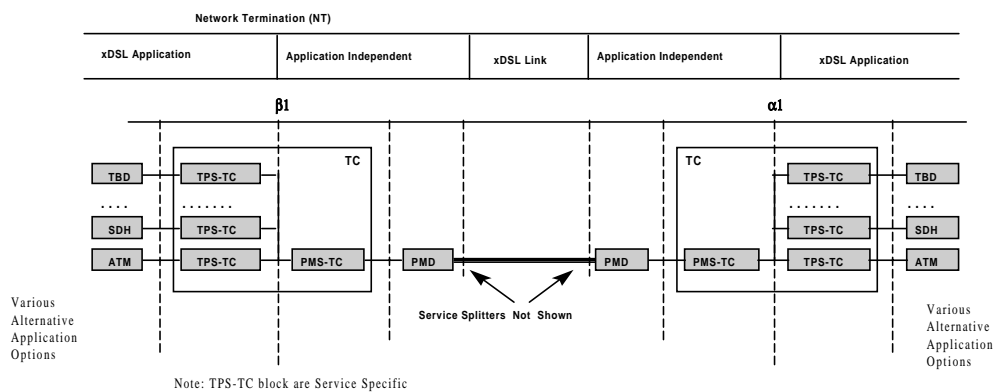 Network Termination (NT)
xDSL Application
Application Independent
xDSL Link
Application Independent
xDSL Application
β1
α1
TC
TC
TBD
TPS-TC
TPS-TC
TBD
. . . .
. . . . . . .
. . . . . . .
. . . .
SDH
TPS-TC
TPS-TC
SDH
ATM
TPS-TC
PMS-TC
PMD
PMD
PMS-TC
TPS-TC
ATM
Various
Alternative
Application
Options
Service Splitters Not Shown
Various
Alternative
Application
Options
Note: TPS-TC block are Service Specific